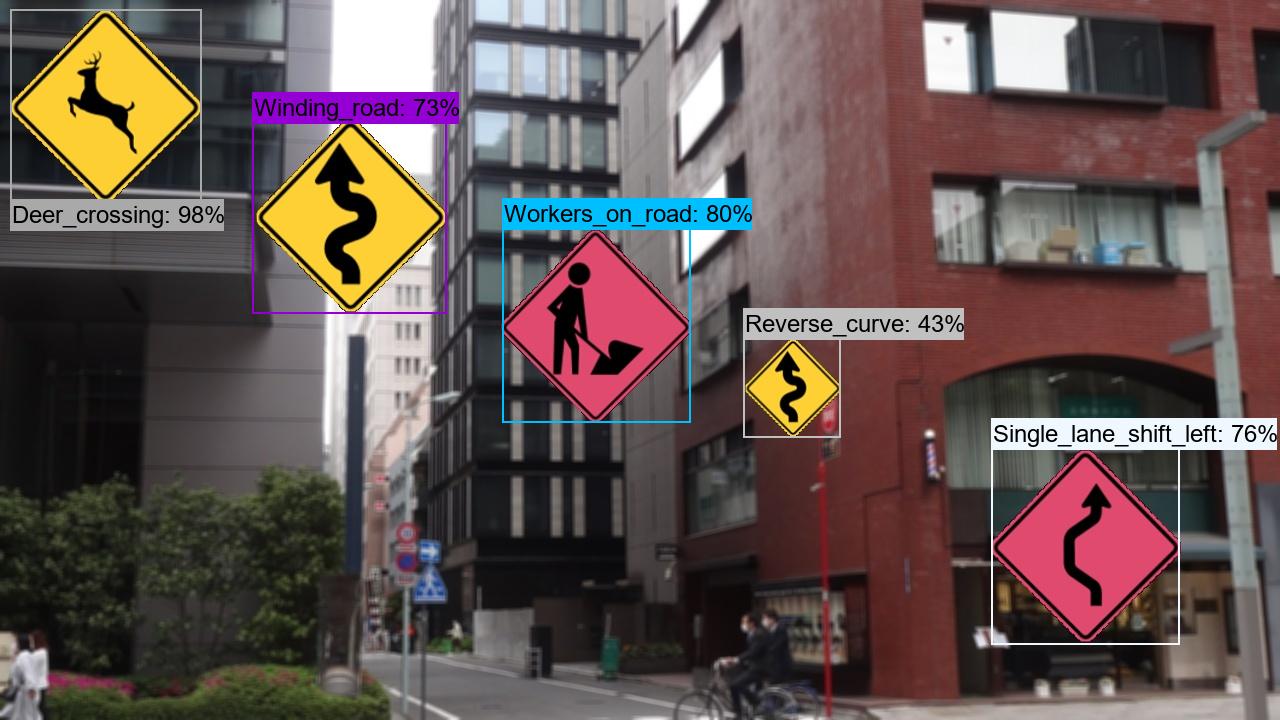 Deer_crossing: 98%
Winding_road: 73%
Workers_on_road: 80%
Reverse_curve: 43%
Single_lane_shift_left: 76%